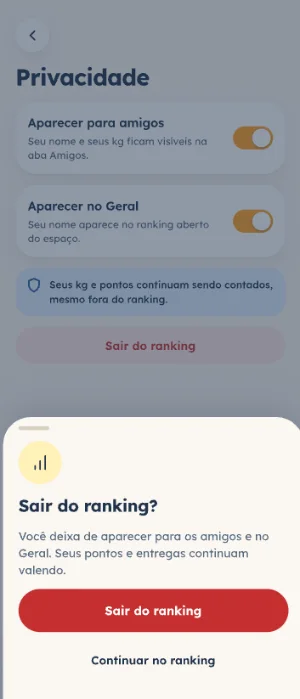 Privacidade
Aparecer para amigos
Seu nome e seus kg ficam visíveis na
aba Amigos.
Aparecer no Geral
Seu nome aparece no ranking aberto
do espaço.
Seus kg e pontos continuam sendo contados,
mesmo fora do ranking.
Sair do ranking
Sair do ranking?
Você deixa de aparecer para os amigos e no
Geral. Seus pontos e entregas continuam
valendo.
Sair do ranking
Continuar no ranking